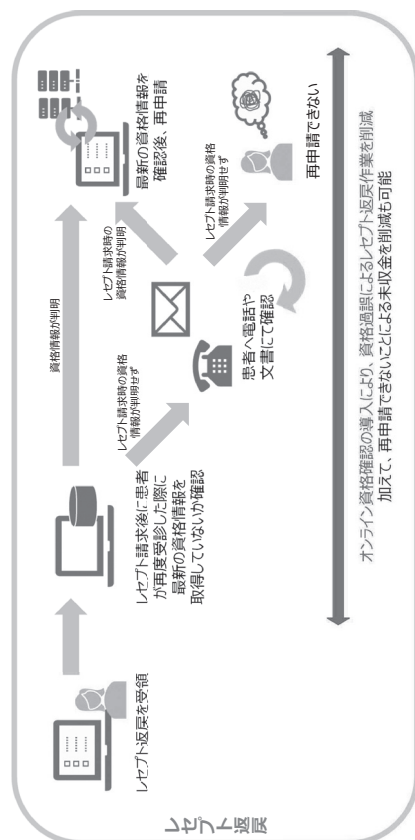 レセプト返戻
レセプト返戻を受領
レセプト請求後に患者
が再度受診した際に
最新の資格情報を
取得していないか確認
資格情報が判明
レセプト請求時の資格
情報が判明せず
患者へ電話や
文書にて確認
レセプト請求時の
資格情報が判明
最新の資格情報を
確認後、再申請
レセプト請求時の資格
情報が判明せず
再申請できない
オンライン資格確認の導入により、資格過誤によるレセプト返戻作業を削減
加えて、再申請できないことによる未収金を削減も可能